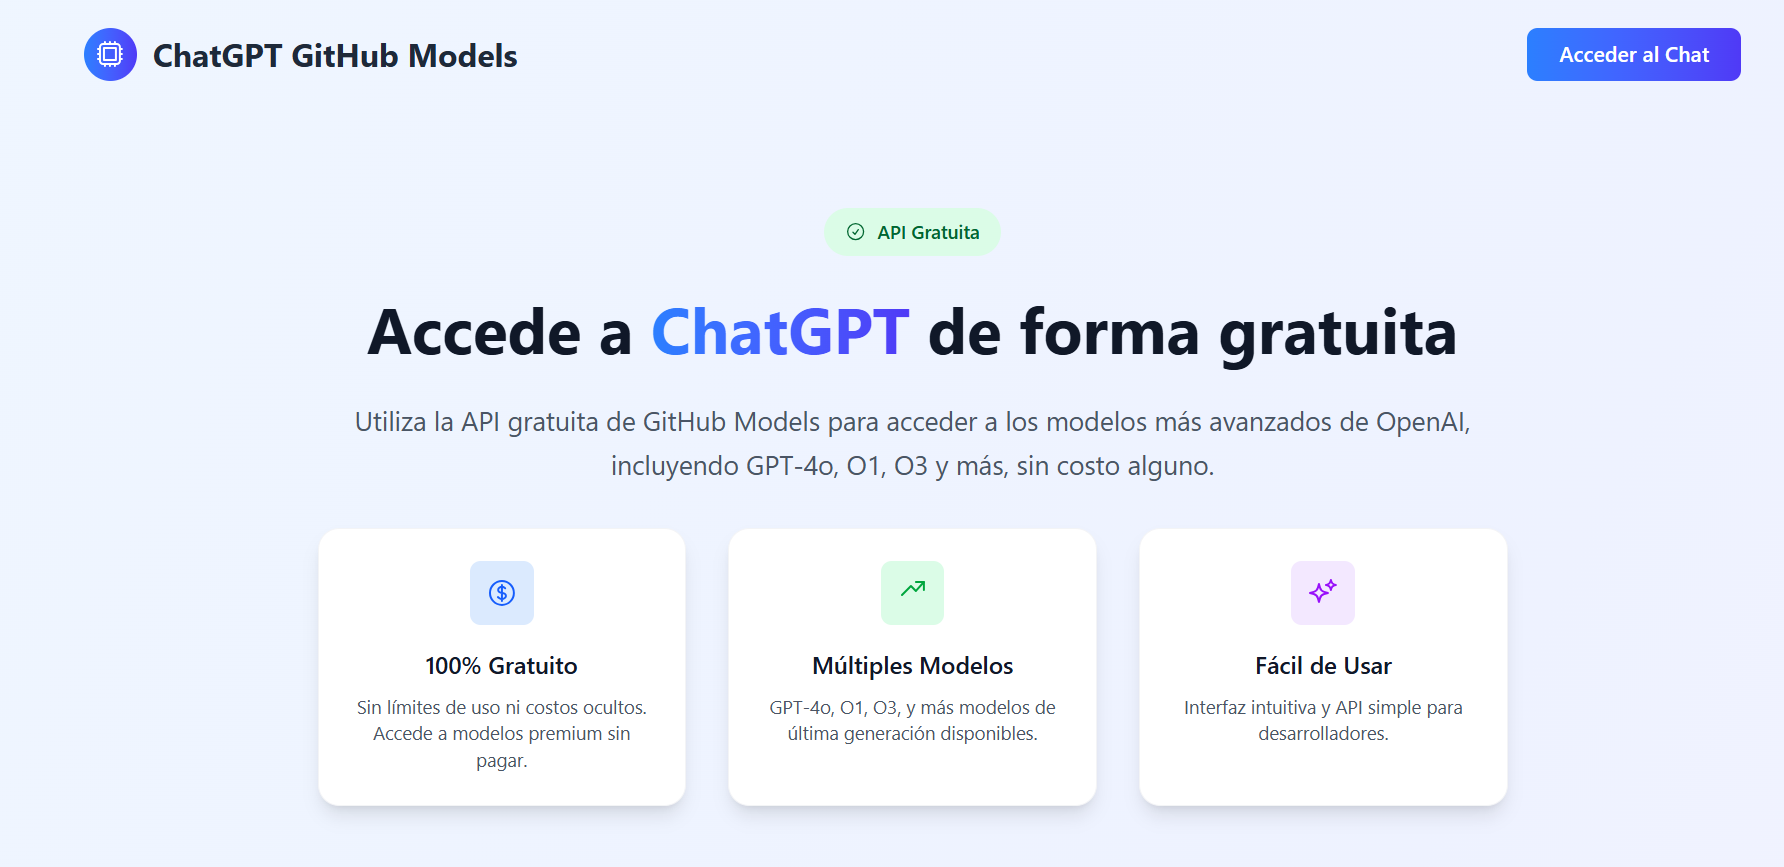 ChatGPT GitHub Models
Acceder al Chat
API Gratuita
Accede a ChatGPT de forma gratuita
Utiliza la API gratuita de GitHub Models para acceder a los modelos más avanzados de OpenAI,
incluyendo GPT-4o, O1, O3 y más, sin costo alguno.
100% Gratuito
Sin límites de uso ni costos ocultos.
Accede a modelos premium sin
pagar.
Múltiples Modelos
GPT-4o, O1, O3, y más modelos de
última generación disponibles.
Fácil de Usar
Interfaz intuitiva y API simple para
desarrolladores.